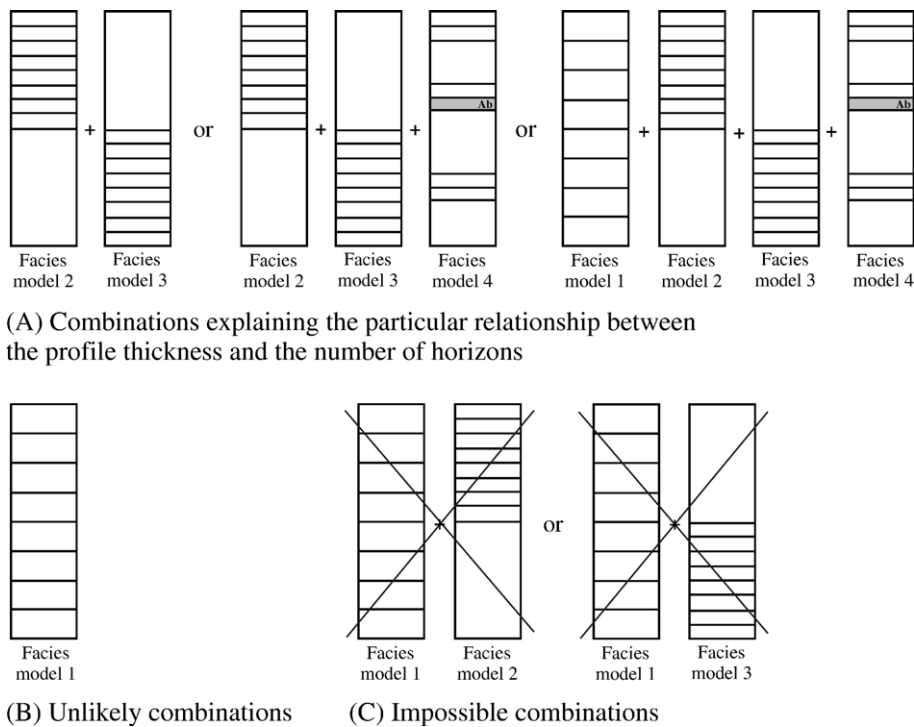 Ab
Ab
+ or + + or + + +
Facies Facies Facies Facies Facies Facies Facies Facies Facies
model 2 model 3 model 2 model 3 model 4 model 1 model 2 model 3 model 4
(A) Combinations explaining the particular relationship between
the profile thickness and the number of horizons
+ or +
Facies Facies Facies Facies Facies
model 1 model 1 model 2 model 1 model 3
(B) Unlikely combinations (C) Impossible combinations